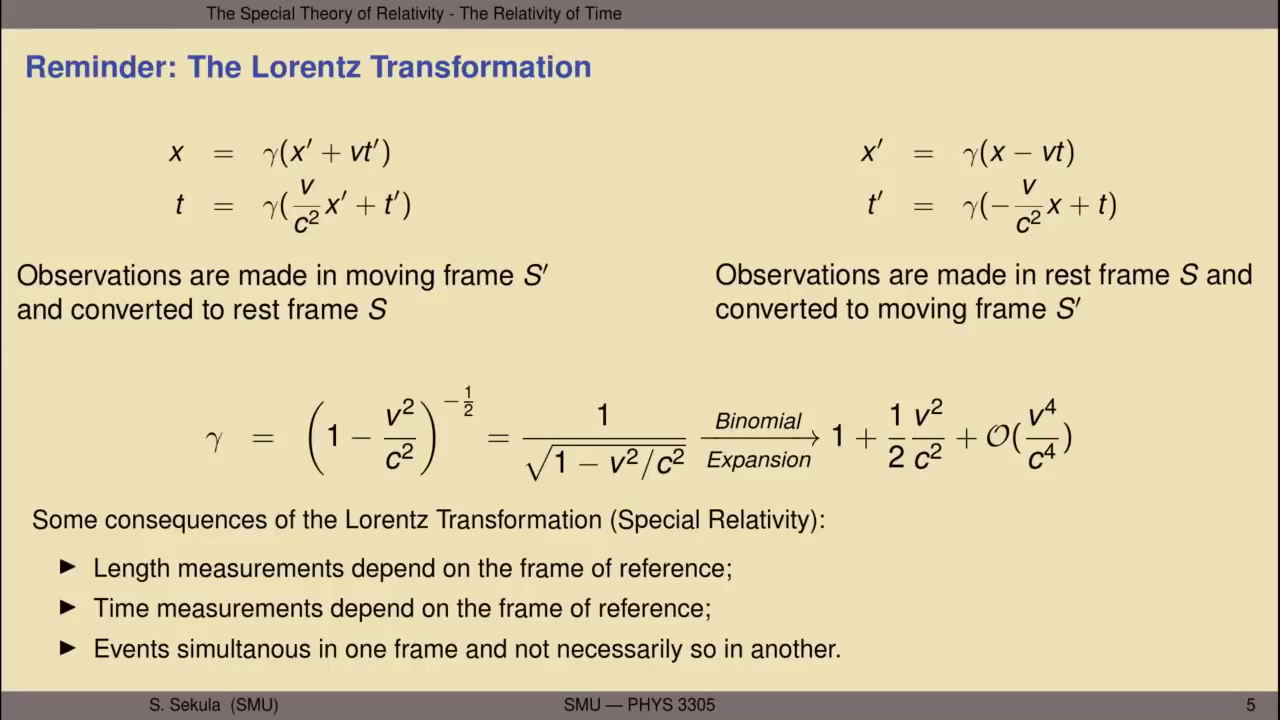 The Special Theory of Relativity - The Relativity of Time
Reminder: The Lorentz Transformation
x = γ(x′ + vt′)
t = γ(v/c² x′ + t′)
Observations are made in moving frame S′
and converted to rest frame S
x′ = γ(x − vt)
t′ = γ(−v/c² x + t)
Observations are made in rest frame S and
converted to moving frame S′
γ = (1 − v²/c²)^(−1/2) = 1/√(1 − v²/c²) Binomial Expansion → 1 + 1/2 v²/c² + 𝒪(v⁴/c⁴)
Some consequences of the Lorentz Transformation (Special Relativity):
▶ Length measurements depend on the frame of reference;
▶ Time measurements depend on the frame of reference;
▶ Events simultanous in one frame and not necessarily so in another.
S. Sekula (SMU) SMU — PHYS 3305 5